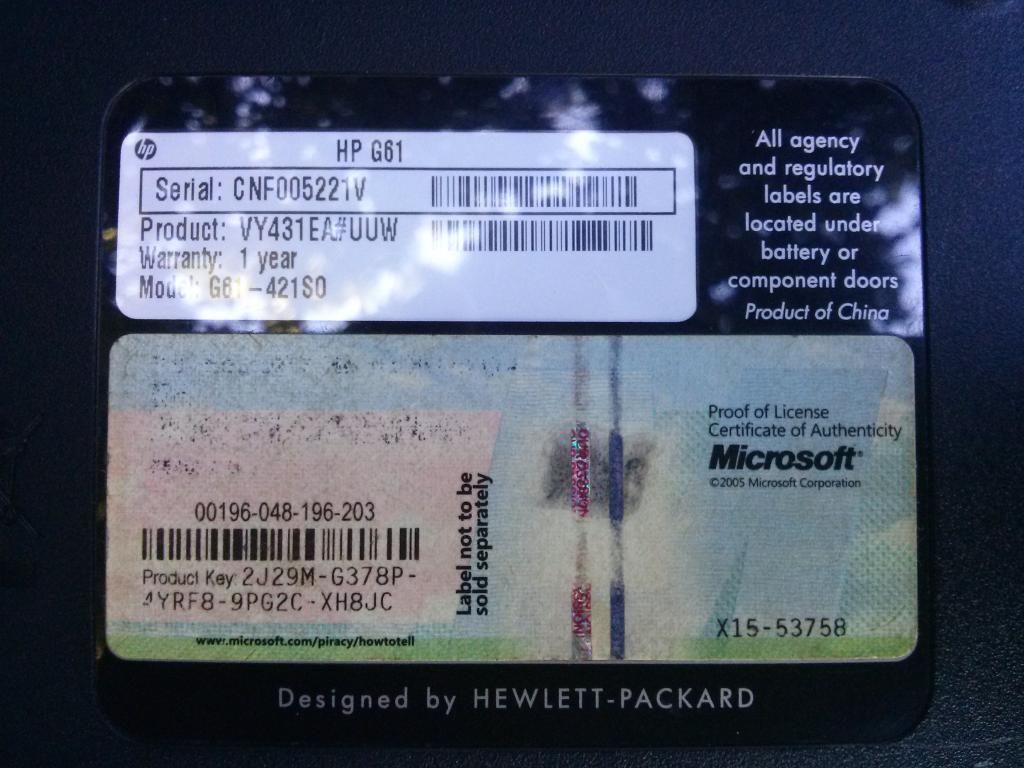 hp
HP G61
Serial: CNF005221V
Product: VY431EA#UUW
Warranty: 1 year
Model: G61-421SO
All agency
and regulatory
labels are
located under
battery or
component doors
Product of China
00196-048-196-203
Product Key: 2J29M-G378P-
4YRF8-9PG2C-XH8JC
www.microsoft.com/piracy/howtotell
Label not to be
sold separately
Proof of License
Certificate of Authenticity
Microsoft®
©2005 Microsoft Corporation
X15-53758
Designed by HEWLETT-PACKARD